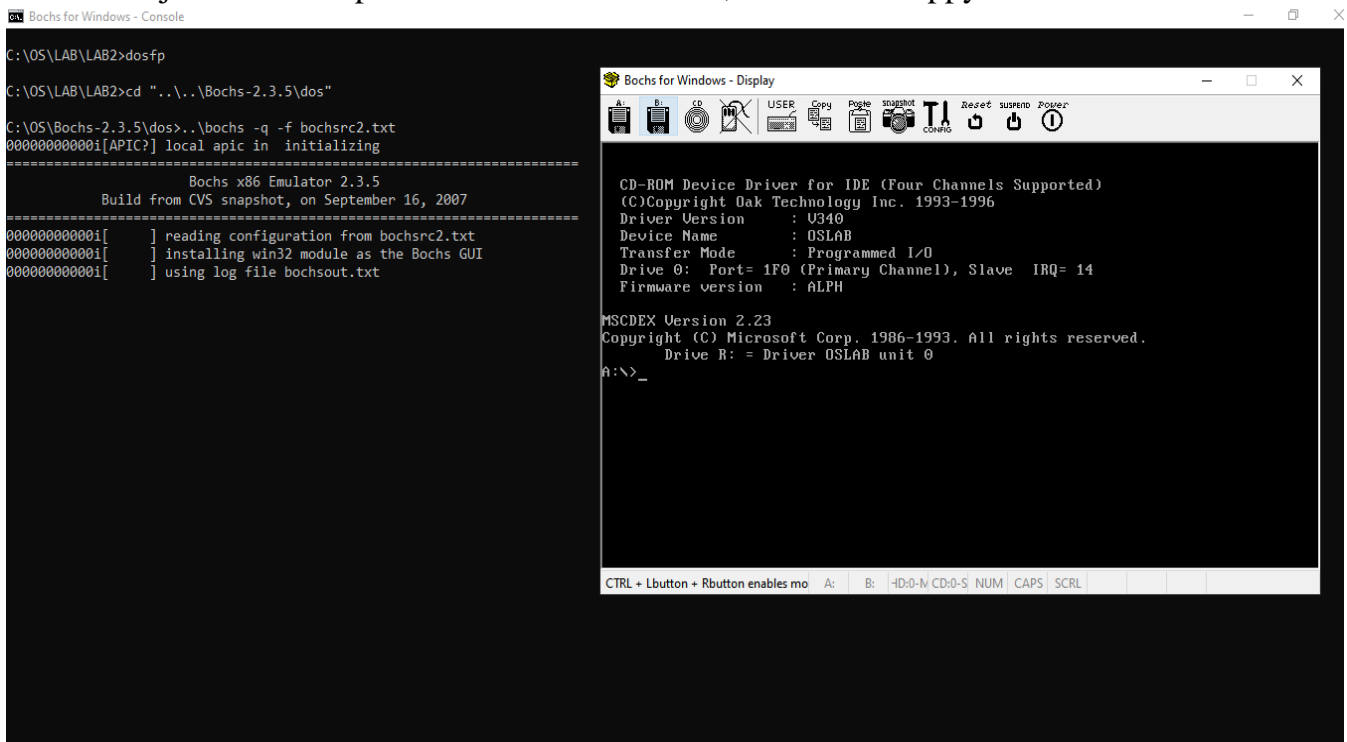 Bochs for Windows - Console
C:\OS\LAB\LAB2>dosfp
C:\OS\LAB\LAB2>cd "..\..\Bochs-2.3.5\dos"
C:\OS\Bochs-2.3.5\dos>..\bochs -q -f bochsrc2.txt
00000000000i[APIC?] local apic in  initializing
========================================================================
Bochs x86 Emulator 2.3.5
Build from CVS snapshot, on September 16, 2007
========================================================================
00000000000i[     ] reading configuration from bochsrc2.txt
00000000000i[     ] installing win32 module as the Bochs GUI
00000000000i[     ] using log file bochsout.txt
Bochs for Windows - Display
A: B: CD USER Copy Paste snapshot CONFIG Reset SUSPEND Power
CD-ROM Device Driver for IDE (Four Channels Supported)
(C)Copyright Oak Technology Inc. 1993-1996
Driver Version     : V340
Device Name        : OSLAB
Transfer Mode      : Programmed I/O
Drive 0:  Port= 1F0 (Primary Channel), Slave  IRQ= 14
Firmware version   : ALPH
MSCDEX Version 2.23
Copyright (C) Microsoft Corp. 1986-1993. All rights reserved.
Drive R: = Driver OSLAB unit 0
A:\>_
CTRL + Lbutton + Rbutton enables mo A: B: HD:0-M CD:0-S NUM CAPS SCRL